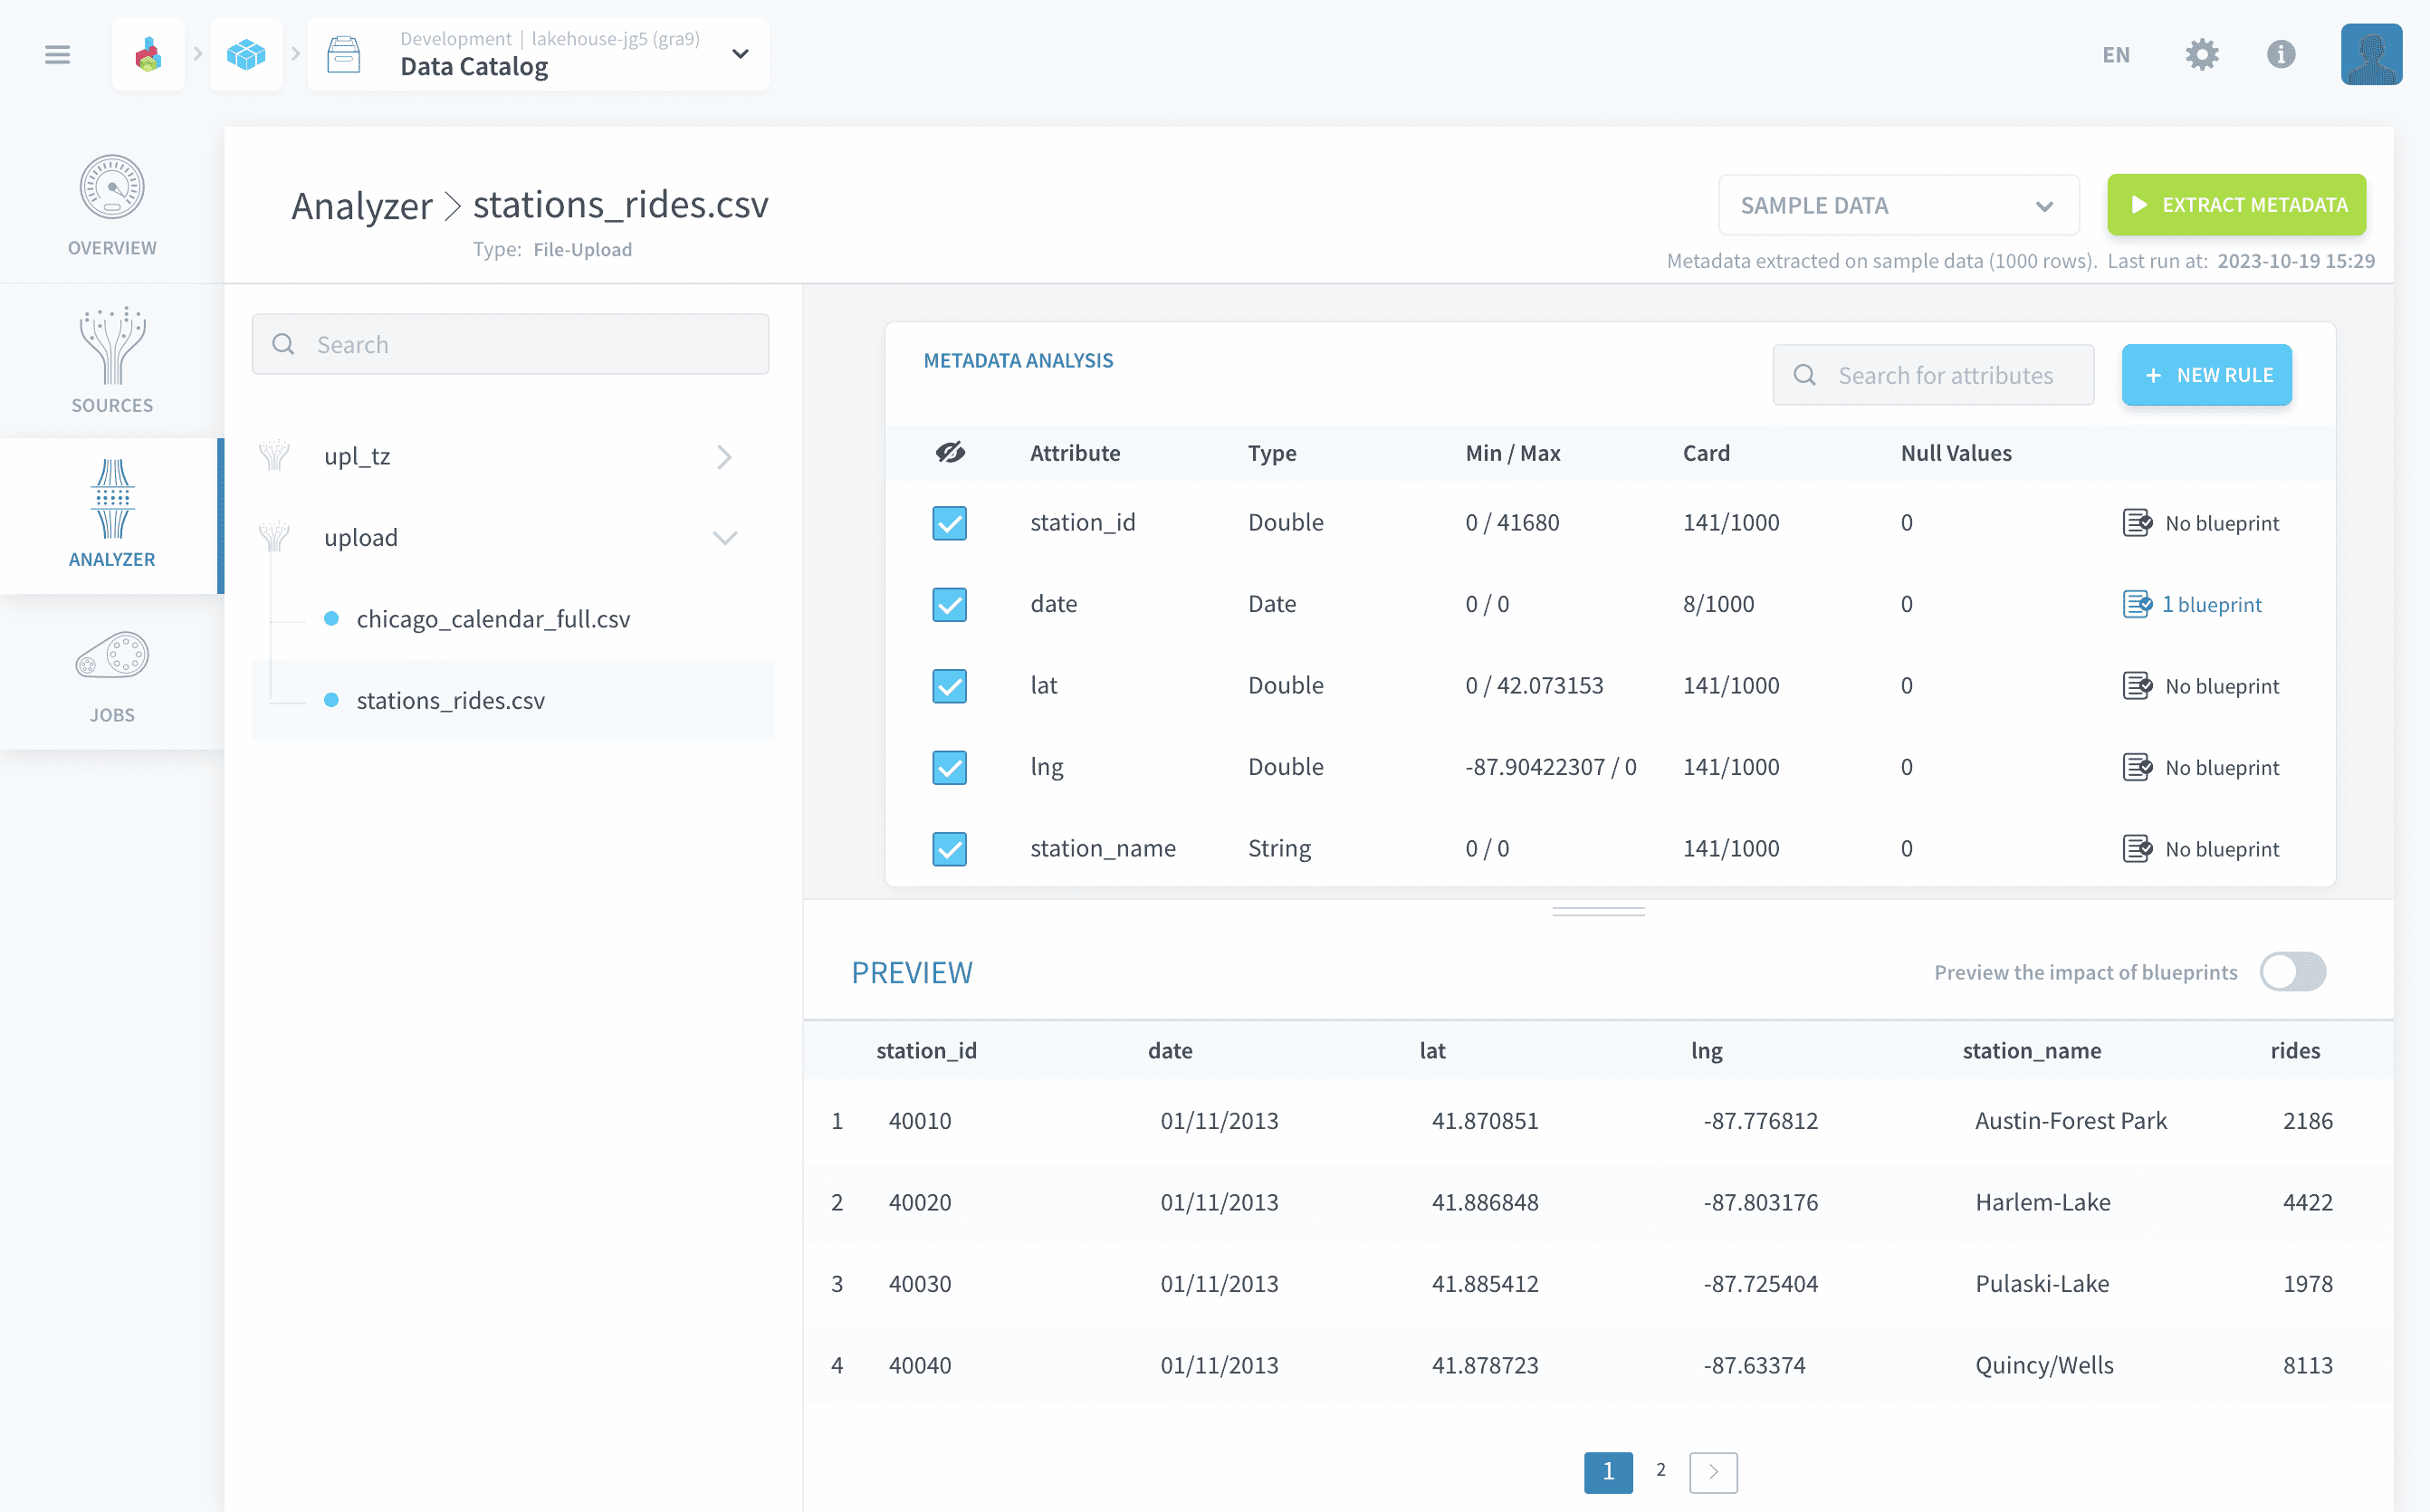 Development | lakehouse-jg5 (gra9)
Data Catalog
EN
OVERVIEW
SOURCES
ANALYZER
JOBS
Analyzer > stations_rides.csv
Type: File-Upload
SAMPLE DATA
EXTRACT METADATA
Metadata extracted on sample data (1000 rows). Last run at: 2023-10-19 15:29
Search
upl_tz
upload
chicago_calendar_full.csv
stations_rides.csv
METADATA ANALYSIS
Search for attributes
+ NEW RULE
Attribute Type Min / Max Card Null Values
station_id Double 0 / 41680 141/1000 0 No blueprint
date Date 0 / 0 8/1000 0 1 blueprint
lat Double 0 / 42.073153 141/1000 0 No blueprint
lng Double -87.90422307 / 0 141/1000 0 No blueprint
station_name String 0 / 0 141/1000 0 No blueprint
PREVIEW
Preview the impact of blueprints
station_id date lat lng station_name rides
1 40010 01/11/2013 41.870851 -87.776812 Austin-Forest Park 2186
2 40020 01/11/2013 41.886848 -87.803176 Harlem-Lake 4422
3 40030 01/11/2013 41.885412 -87.725404 Pulaski-Lake 1978
4 40040 01/11/2013 41.878723 -87.63374 Quincy/Wells 8113
1 2 >